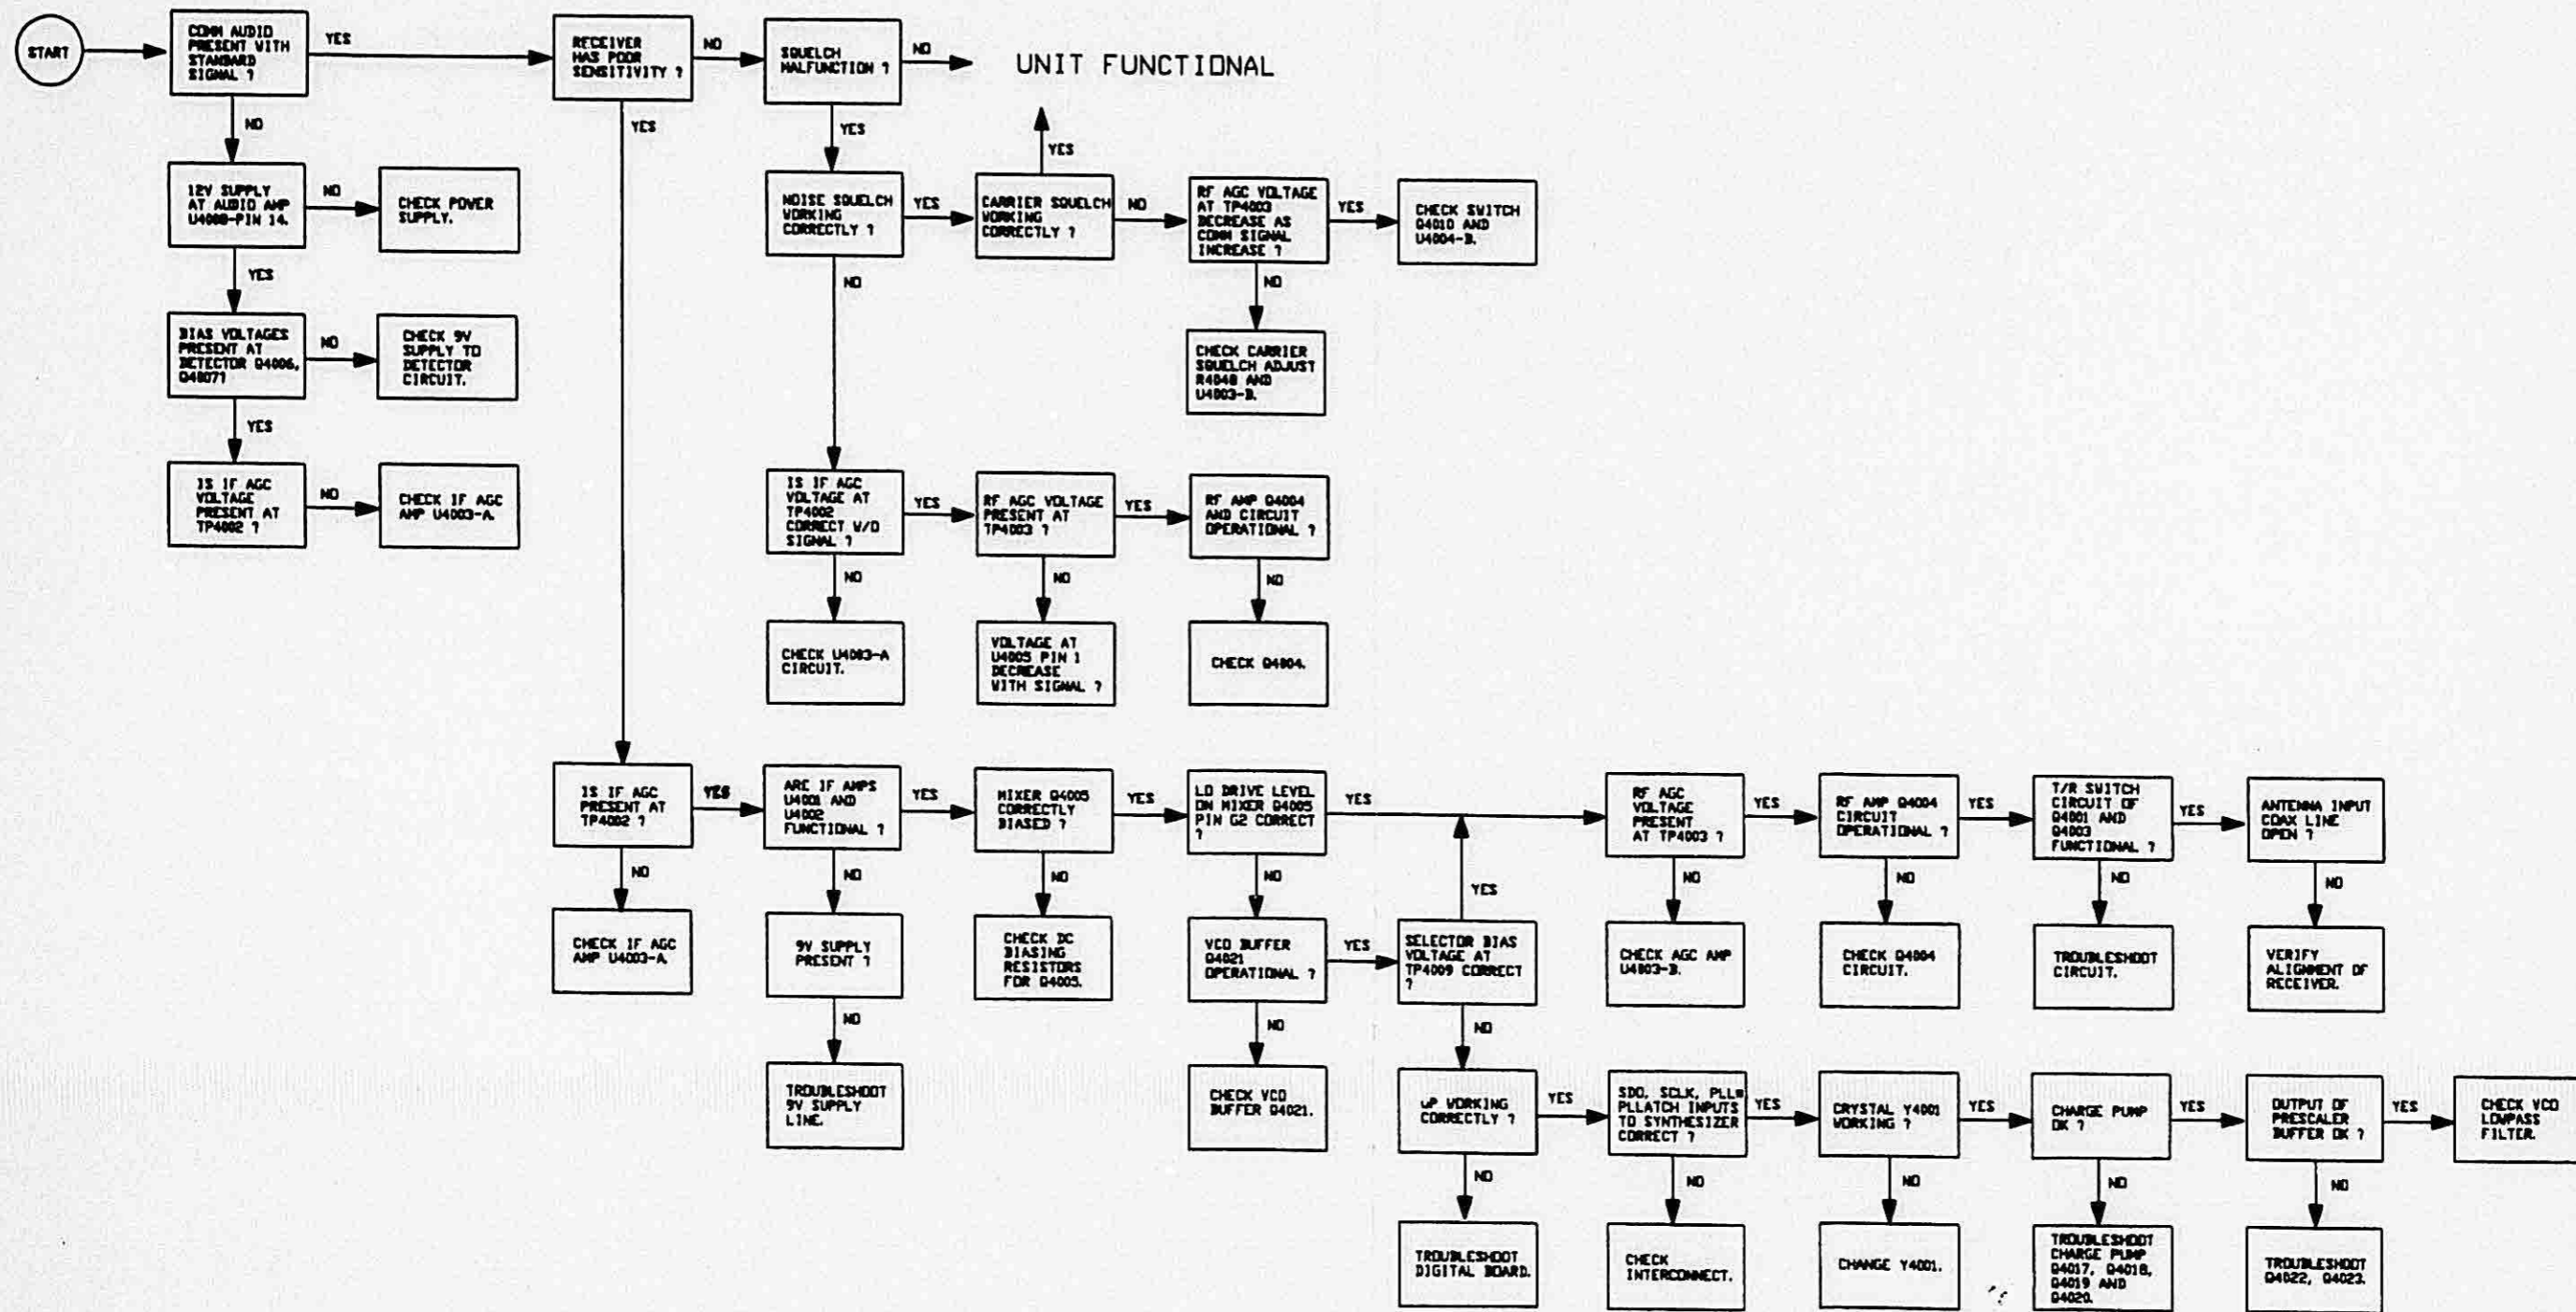 START
COMM AUDIO
PRESENT WITH
STANDARD
SIGNAL ?
YES
RECEIVER
HAS POOR
SENSITIVITY ?
NO
SQUELCH
MALFUNCTION ?
NO
UNIT FUNCTIONAL
NO
YES
YES
YES
12V SUPPLY
AT AUDIO AMP
U4008-PIN 14.
NO
CHECK POWER
SUPPLY.
NOISE SQUELCH
WORKING
CORRECTLY ?
YES
CARRIER SQUELCH
WORKING
CORRECTLY ?
NO
RF AGC VOLTAGE
AT TP4003
DECREASE AS
COMM SIGNAL
INCREASE ?
YES
CHECK SWITCH
Q4010 AND
U4004-B.
YES
NO
NO
BIAS VOLTAGES
PRESENT AT
DETECTOR Q4006,
Q4007?
NO
CHECK 9V
SUPPLY TO
DETECTOR
CIRCUIT.
CHECK CARRIER
SQUELCH ADJUST
R4048 AND
U4003-B.
YES
IS IF AGC
VOLTAGE
PRESENT AT
TP4002 ?
NO
CHECK IF AGC
AMP U4003-A.
IS IF AGC
VOLTAGE AT
TP4002
CORRECT W/O
SIGNAL ?
YES
RF AGC VOLTAGE
PRESENT AT
TP4003 ?
YES
RF AMP Q4004
AND CIRCUIT
OPERATIONAL ?
NO
NO
NO
CHECK U4003-A
CIRCUIT.
VOLTAGE AT
U4005 PIN 1
DECREASE
WITH SIGNAL ?
CHECK Q4004.
IS IF AGC
PRESENT AT
TP4002 ?
YES
ARE IF AMPS
U4001 AND
U4002
FUNCTIONAL ?
YES
MIXER Q4005
CORRECTLY
BIASED ?
YES
LO DRIVE LEVEL
ON MIXER Q4005
PIN G2 CORRECT
?
YES
RF AGC
VOLTAGE
PRESENT
AT TP4003 ?
YES
RF AMP Q4004
CIRCUIT
OPERATIONAL ?
YES
T/R SWITCH
CIRCUIT OF
Q4001 AND
Q4003
FUNCTIONAL ?
YES
ANTENNA INPUT
COAX LINE
OPEN ?
NO
NO
NO
NO
YES
NO
NO
NO
NO
CHECK IF AGC
AMP U4003-A.
9V SUPPLY
PRESENT ?
CHECK DC
BIASING
RESISTORS
FOR Q4005.
VCO BUFFER
Q4021
OPERATIONAL ?
YES
SELECTOR BIAS
VOLTAGE AT
TP4009 CORRECT
?
CHECK AGC AMP
U4003-B.
CHECK Q4004
CIRCUIT.
TROUBLESHOOT
CIRCUIT.
VERIFY
ALIGNMENT OF
RECEIVER.
NO
NO
NO
TROUBLESHOOT
9V SUPPLY
LINE.
CHECK VCO
BUFFER Q4021.
uP WORKING
CORRECTLY ?
YES
SDO, SCLK, PLL
PLLATCH INPUTS
TO SYNTHESIZER
CORRECT ?
YES
CRYSTAL Y4001
WORKING ?
YES
CHARGE PUMP
OK ?
YES
OUTPUT OF
PRESCALER
BUFFER OK ?
YES
CHECK VCO
LOWPASS
FILTER.
NO
NO
NO
NO
NO
TROUBLESHOOT
DIGITAL BOARD.
CHECK
INTERCONNECT.
CHANGE Y4001.
TROUBLESHOOT
CHARGE PUMP
Q4017, Q4018,
Q4019 AND
Q4020.
TROUBLESHOOT
Q4022, Q4023.